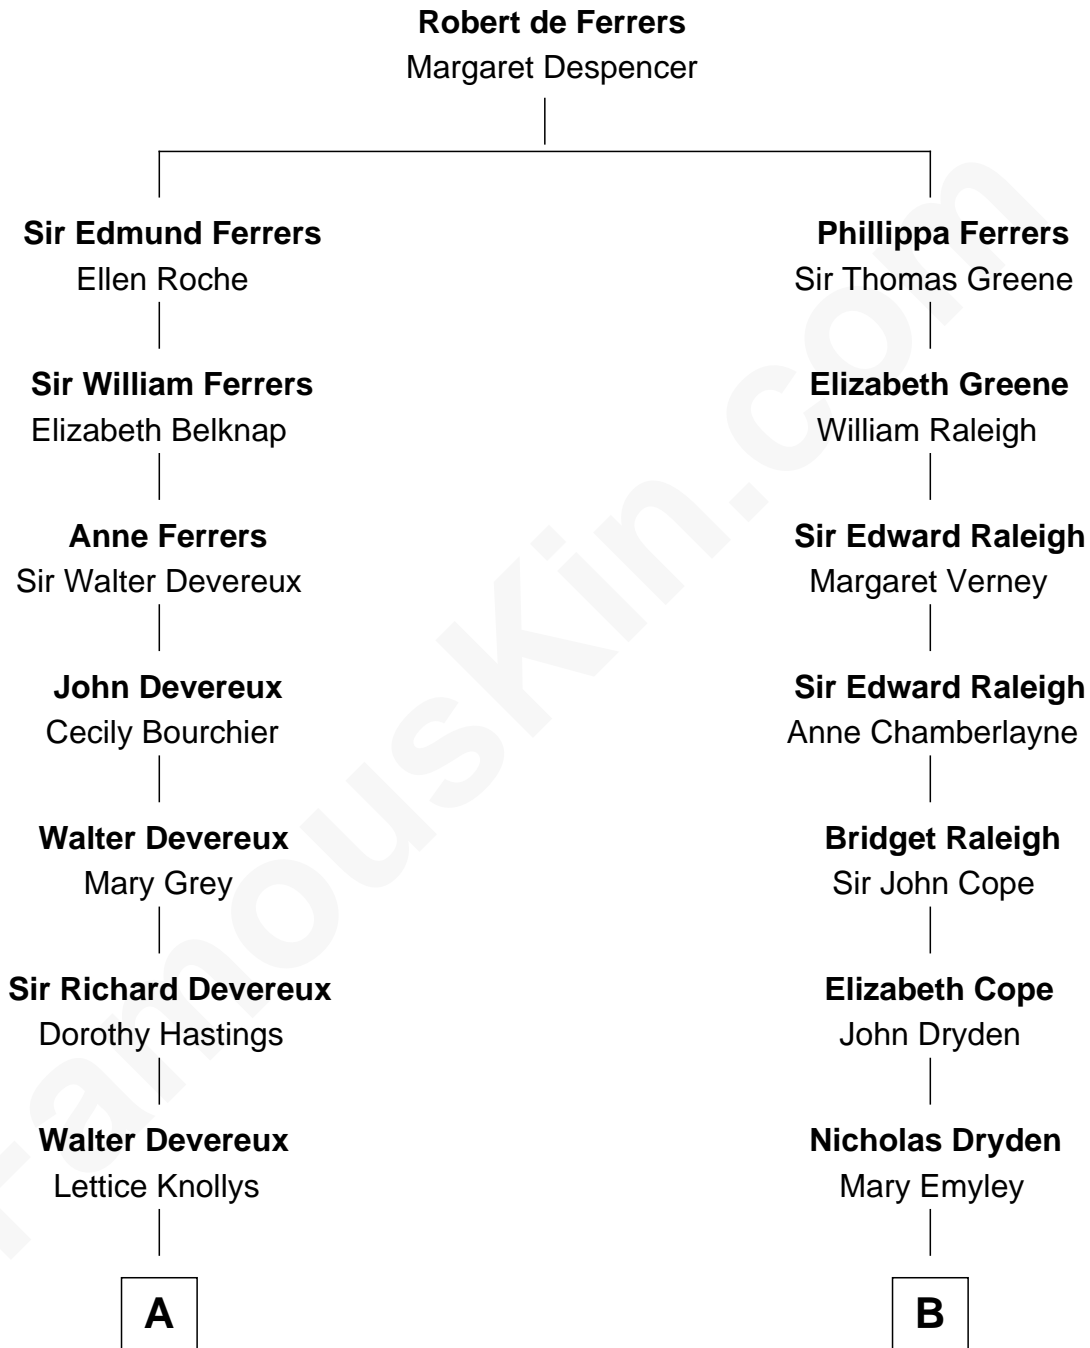 Robert de Ferrers
Margaret Despencer
Sir Edmund Ferrers
Ellen Roche
Phillippa Ferrers
Sir Thomas Greene
Sir William Ferrers
Elizabeth Belknap
Elizabeth Greene
William Raleigh
Anne Ferrers
Sir Walter Devereux
Sir Edward Raleigh
Margaret Verney
John Devereux
Cecily Bourchier
Sir Edward Raleigh
Anne Chamberlayne
Walter Devereux
Mary Grey
Bridget Raleigh
Sir John Cope
Sir Richard Devereux
Dorothy Hastings
Elizabeth Cope
John Dryden
Walter Devereux
Lettice Knollys
Nicholas Dryden
Mary Emyley
A
B
FamousKin.com